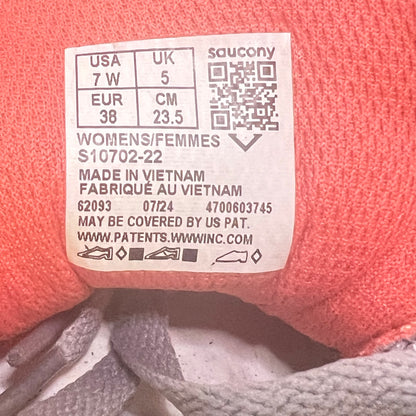 saucony
USA UK
7 W 5
EUR CM
38 23.5
WOMENS/FEMMES
S10702-22
MADE IN VIETNAM
FABRIQUÉ AU VIETNAM
62093 07/24 4700603745
MAY BE COVERED BY US PAT.
WWW.PATENTS.WWWINC.COM